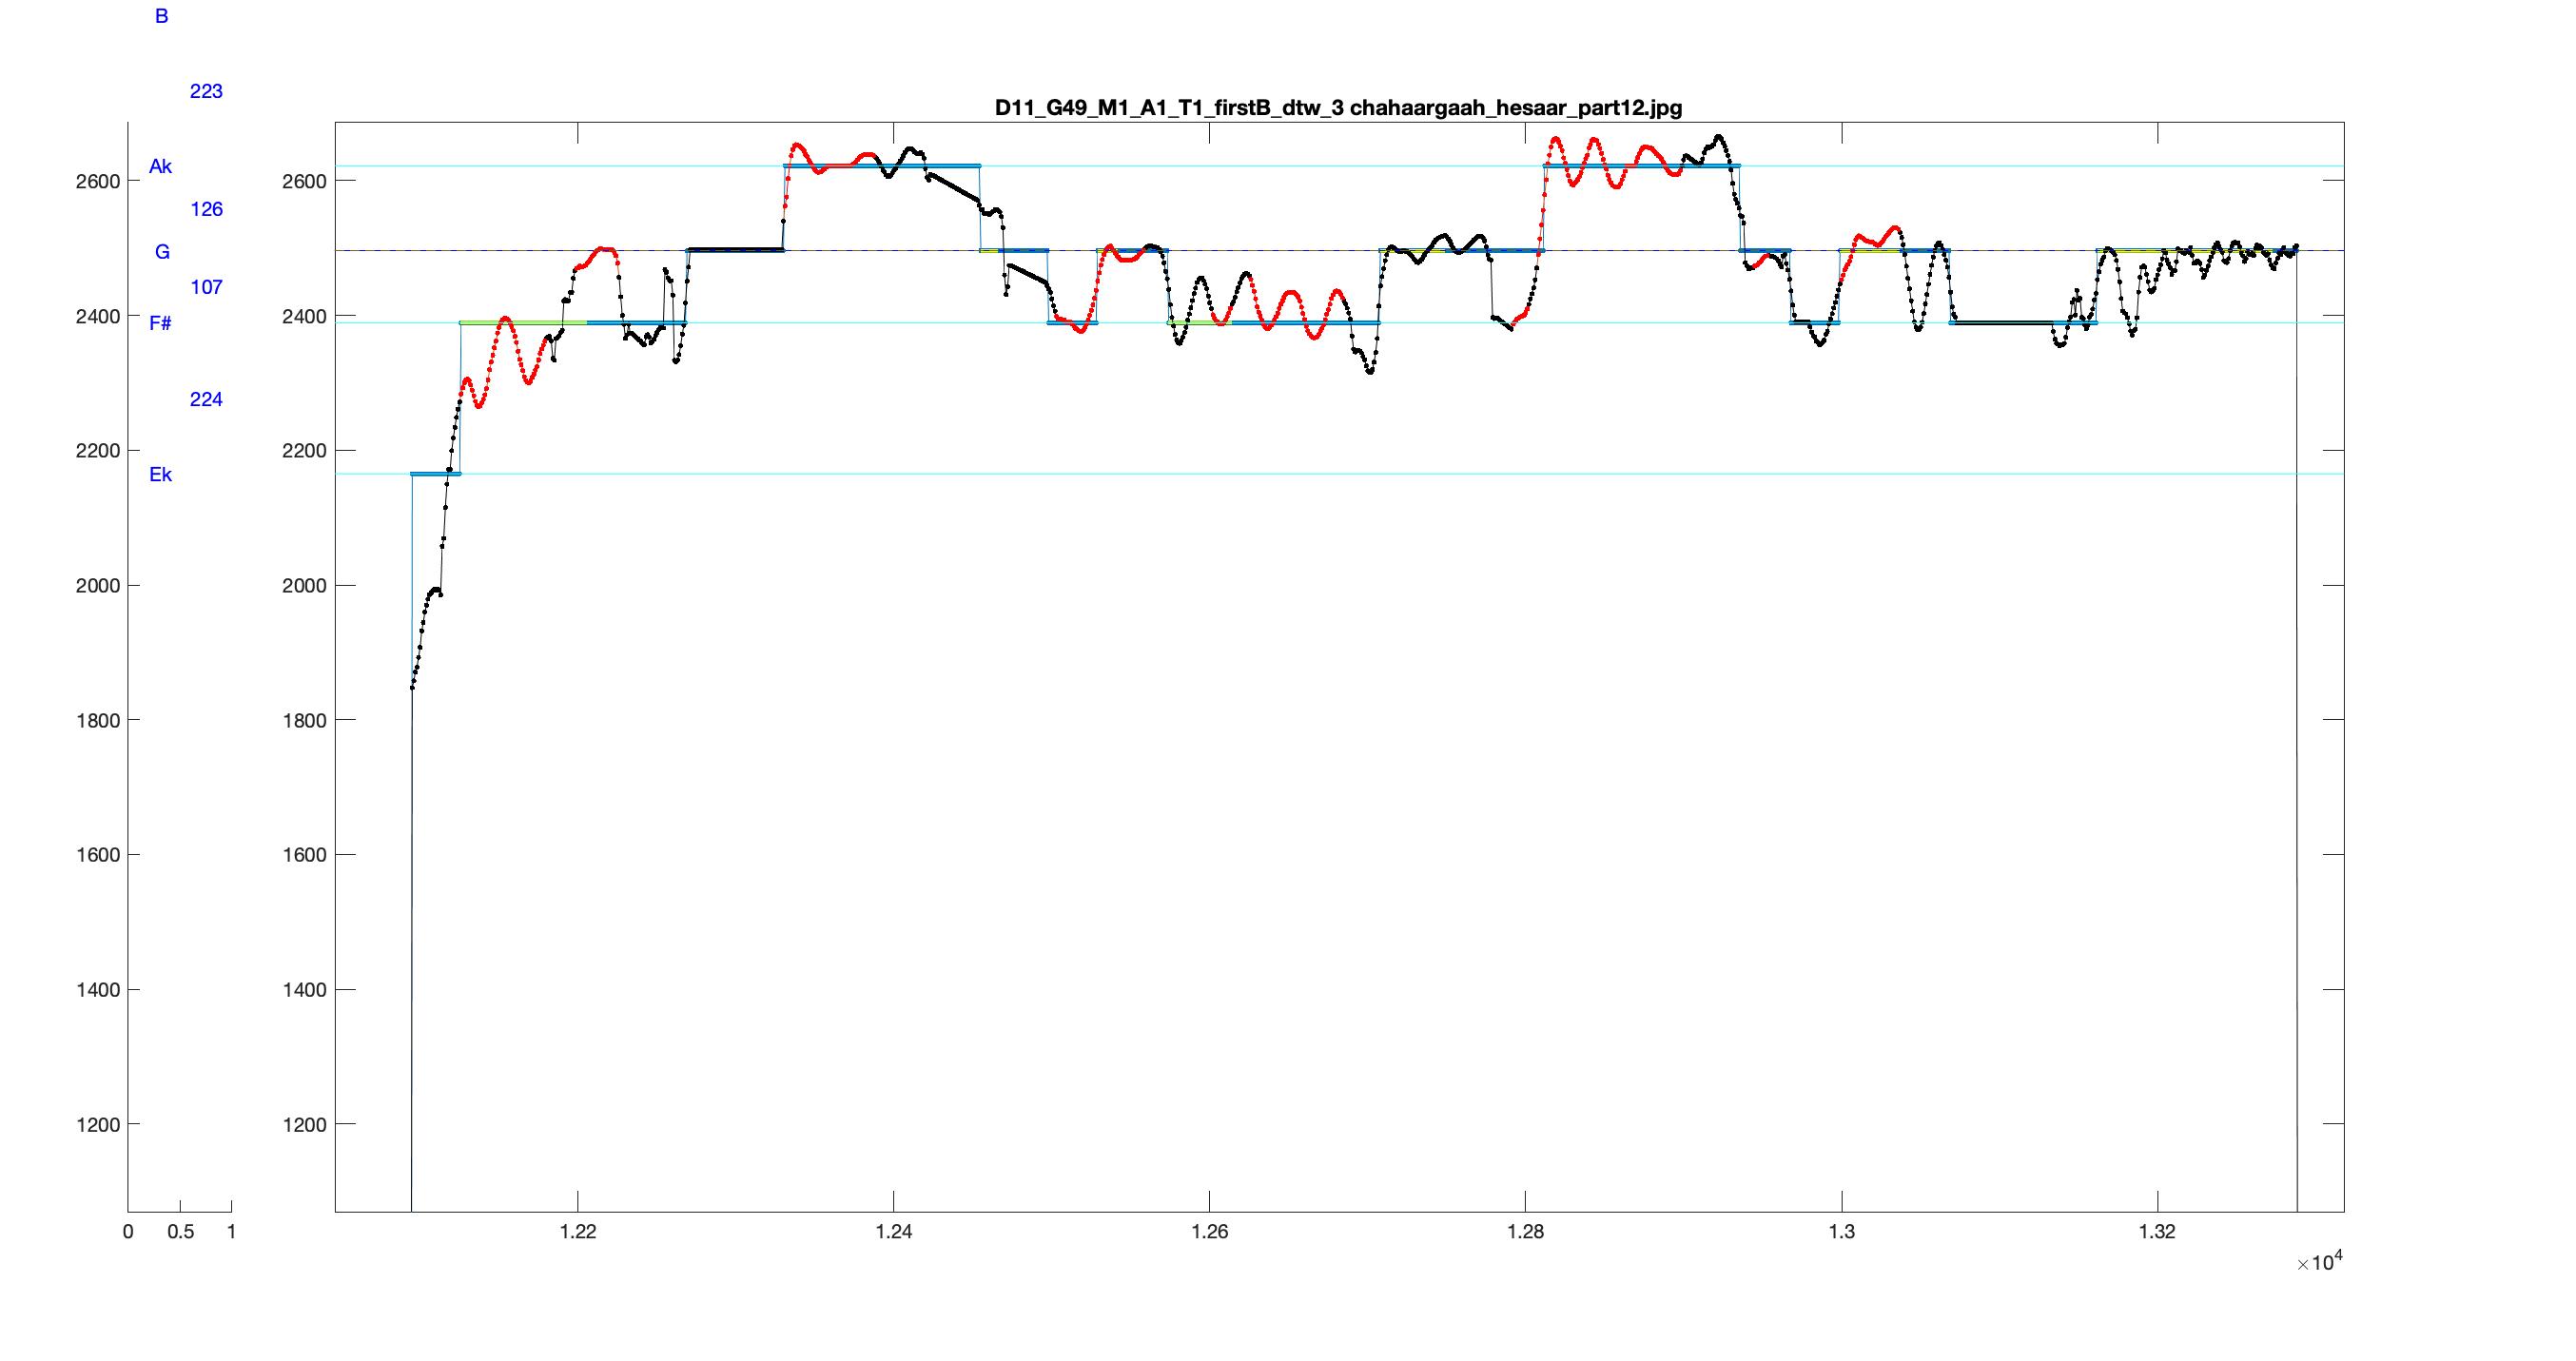 B
223
D11_G49_M1_A1_T1_firstB_dtw_3 chahaargaah_hesaar_part12.jpg
2600 Ak 2600
126
G
107
2400 F# 2400
224
2200 Ek 2200
2000 2000
1800 1800
1600 1600
1400 1400
1200 1200
0 0.5 1 1.22 1.24 1.26 1.28 1.3 1.32
×10⁴